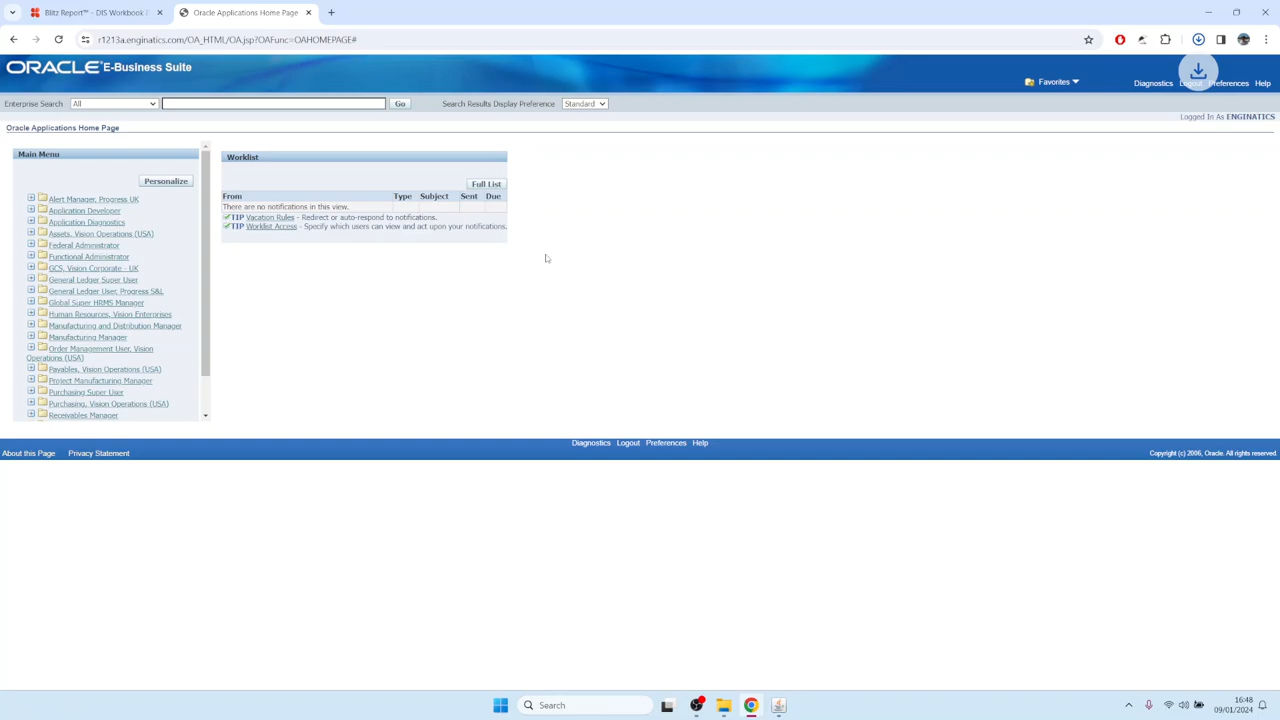 Blitz Report™ - DIS Workbook
Oracle Applications Home Page
r1213a.enginatics.com/OA_HTML/OA.jsp?OAFunc=OAHOMEPAGE#
ORACLE E-Business Suite
Favorites
Diagnostics Logout Preferences Help
Enterprise Search All Go Search Results Display Preference Standard
Logged In As ENGINATICS
Oracle Applications Home Page
Main Menu
Personalize
Alert Manager, Progress UK
Application Developer
Application Diagnostics
Assets, Vision Operations (USA)
Federal Administrator
Functional Administrator
GCS, Vision Corporate - UK
General Ledger Super User
General Ledger User, Progress S&L
Global Super HRMS Manager
Human Resources, Vision Enterprises
Manufacturing and Distribution Manager
Manufacturing Manager
Order Management User, Vision
Operations (USA)
Payables, Vision Operations (USA)
Project Manufacturing Manager
Purchasing Super User
Purchasing, Vision Operations (USA)
Receivables Manager
Worklist
Full List
From Type Subject Sent Due
There are no notifications in this view.
TIP Vacation Rules - Redirect or auto-respond to notifications.
TIP Worklist Access - Specify which users can view and act upon your notifications.
Diagnostics Logout Preferences Help
About this Page Privacy Statement
Copyright (c) 2006, Oracle. All rights reserved.
Search
16:48
09/01/2024